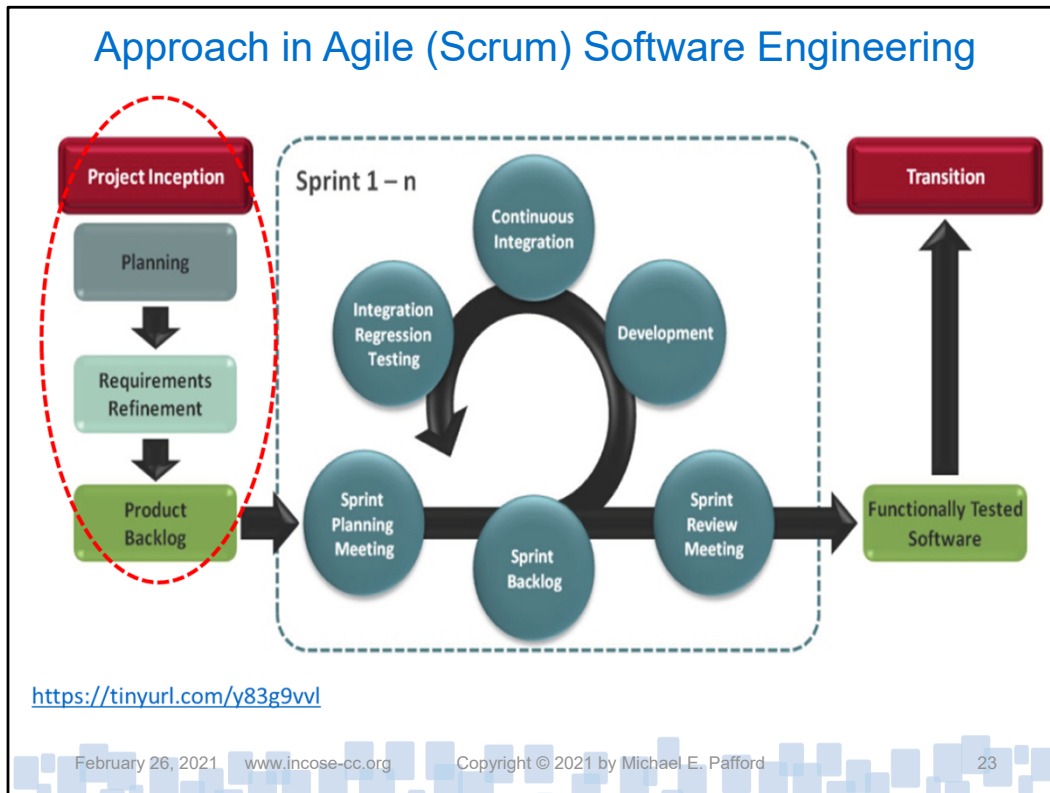 Approach in Agile (Scrum) Software Engineering
Project Inception
Planning
Requirements
Refinement
Product
Backlog
Sprint 1 – n
Continuous
Integration
Integration
Regression
Testing
Development
Sprint
Planning
Meeting
Sprint
Backlog
Sprint
Review
Meeting
Transition
Functionally Tested
Software
https://tinyurl.com/y83g9vvl
February 26, 2021 www.incose-cc.org Copyright © 2021 by Michael E. Pafford 23